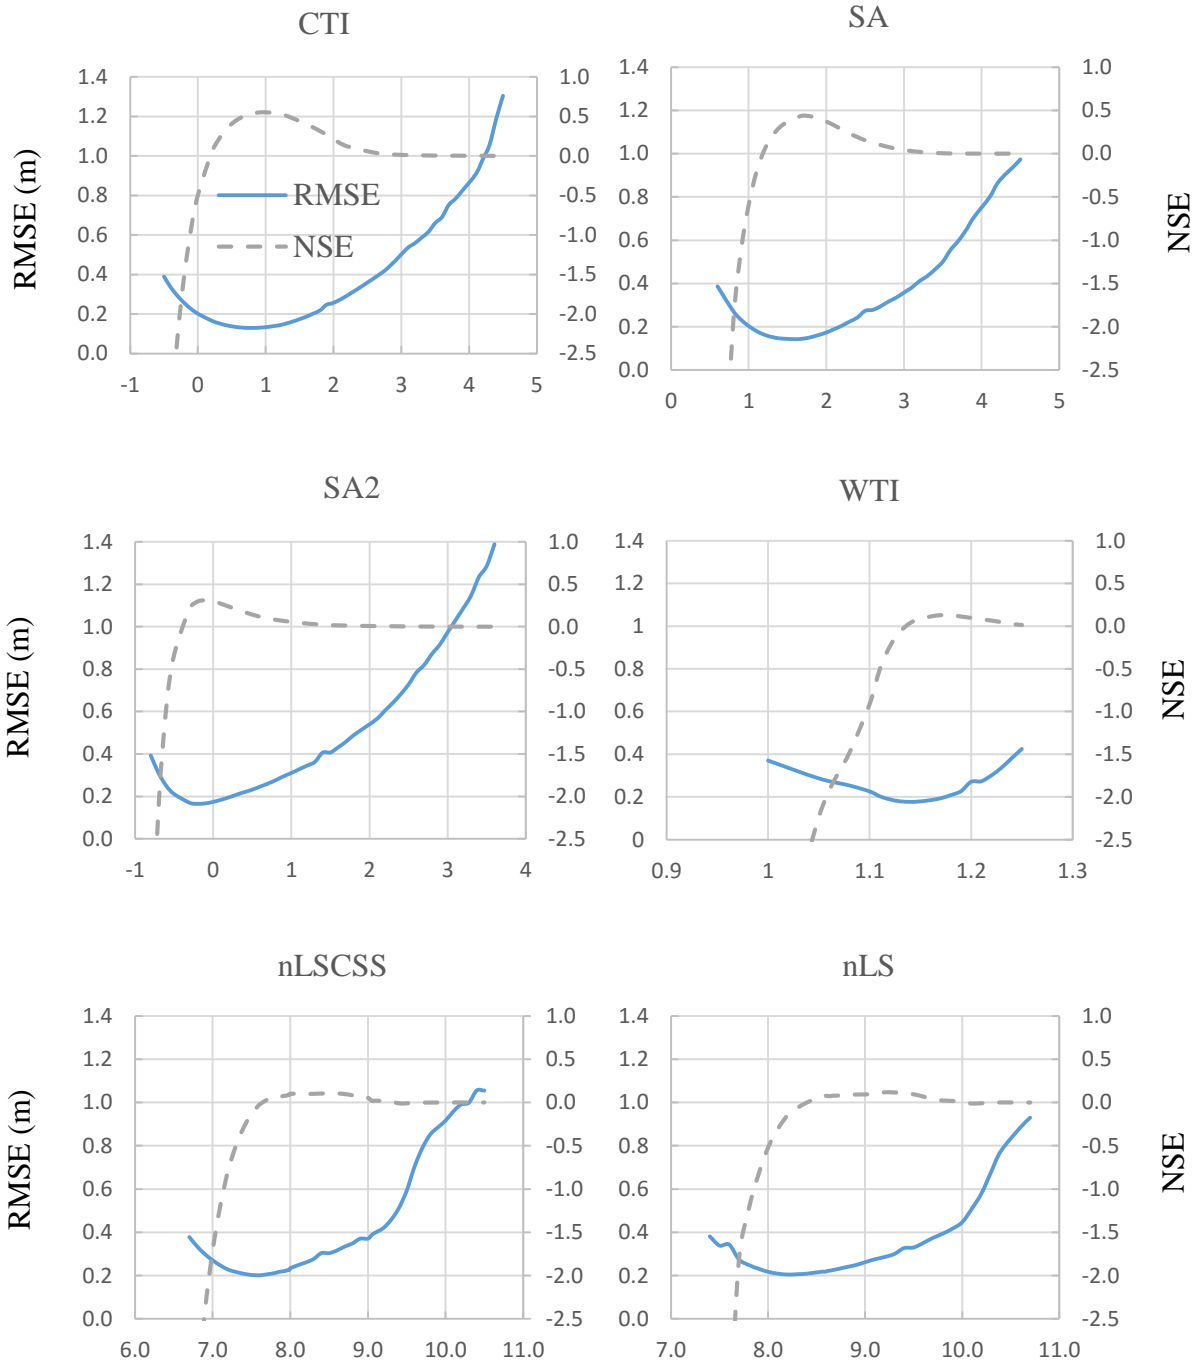 CTI
SA
1.4 1.0 1.4 1.0
1.2 0.5 1.2 0.5
1.0 0.0 1.0 0.0
0.8 -0.5 0.8 -0.5
0.6 -1.0 0.6 -1.0
0.4 -1.5 0.4 -1.5
0.2 -2.0 0.2 -2.0
0.0 -2.5 0.0 -2.5
RMSE (m)
RMSE
NSE
NSE
-1 0 1 2 3 4 5
0 1 2 3 4 5
SA2
WTI
1.4 1.0 1.4 1.0
1.2 0.5 1.2 0.5
1.0 0.0 1 0.0
0.8 -0.5 0.8 -0.5
0.6 -1.0 0.6 -1.0
0.4 -1.5 0.4 -1.5
0.2 -2.0 0.2 -2.0
0.0 -2.5 0 -2.5
RMSE (m)
NSE
-1 0 1 2 3 4
0.9 1 1.1 1.2 1.3
nLSCSS
nLS
1.4 1.0 1.4 1.0
1.2 0.5 1.2 0.5
1.0 0.0 1.0 0.0
0.8 -0.5 0.8 -0.5
0.6 -1.0 0.6 -1.0
0.4 -1.5 0.4 -1.5
0.2 -2.0 0.2 -2.0
0.0 -2.5 0.0 -2.5
RMSE (m)
NSE
6.0 7.0 8.0 9.0 10.0 11.0
7.0 8.0 9.0 10.0 11.0